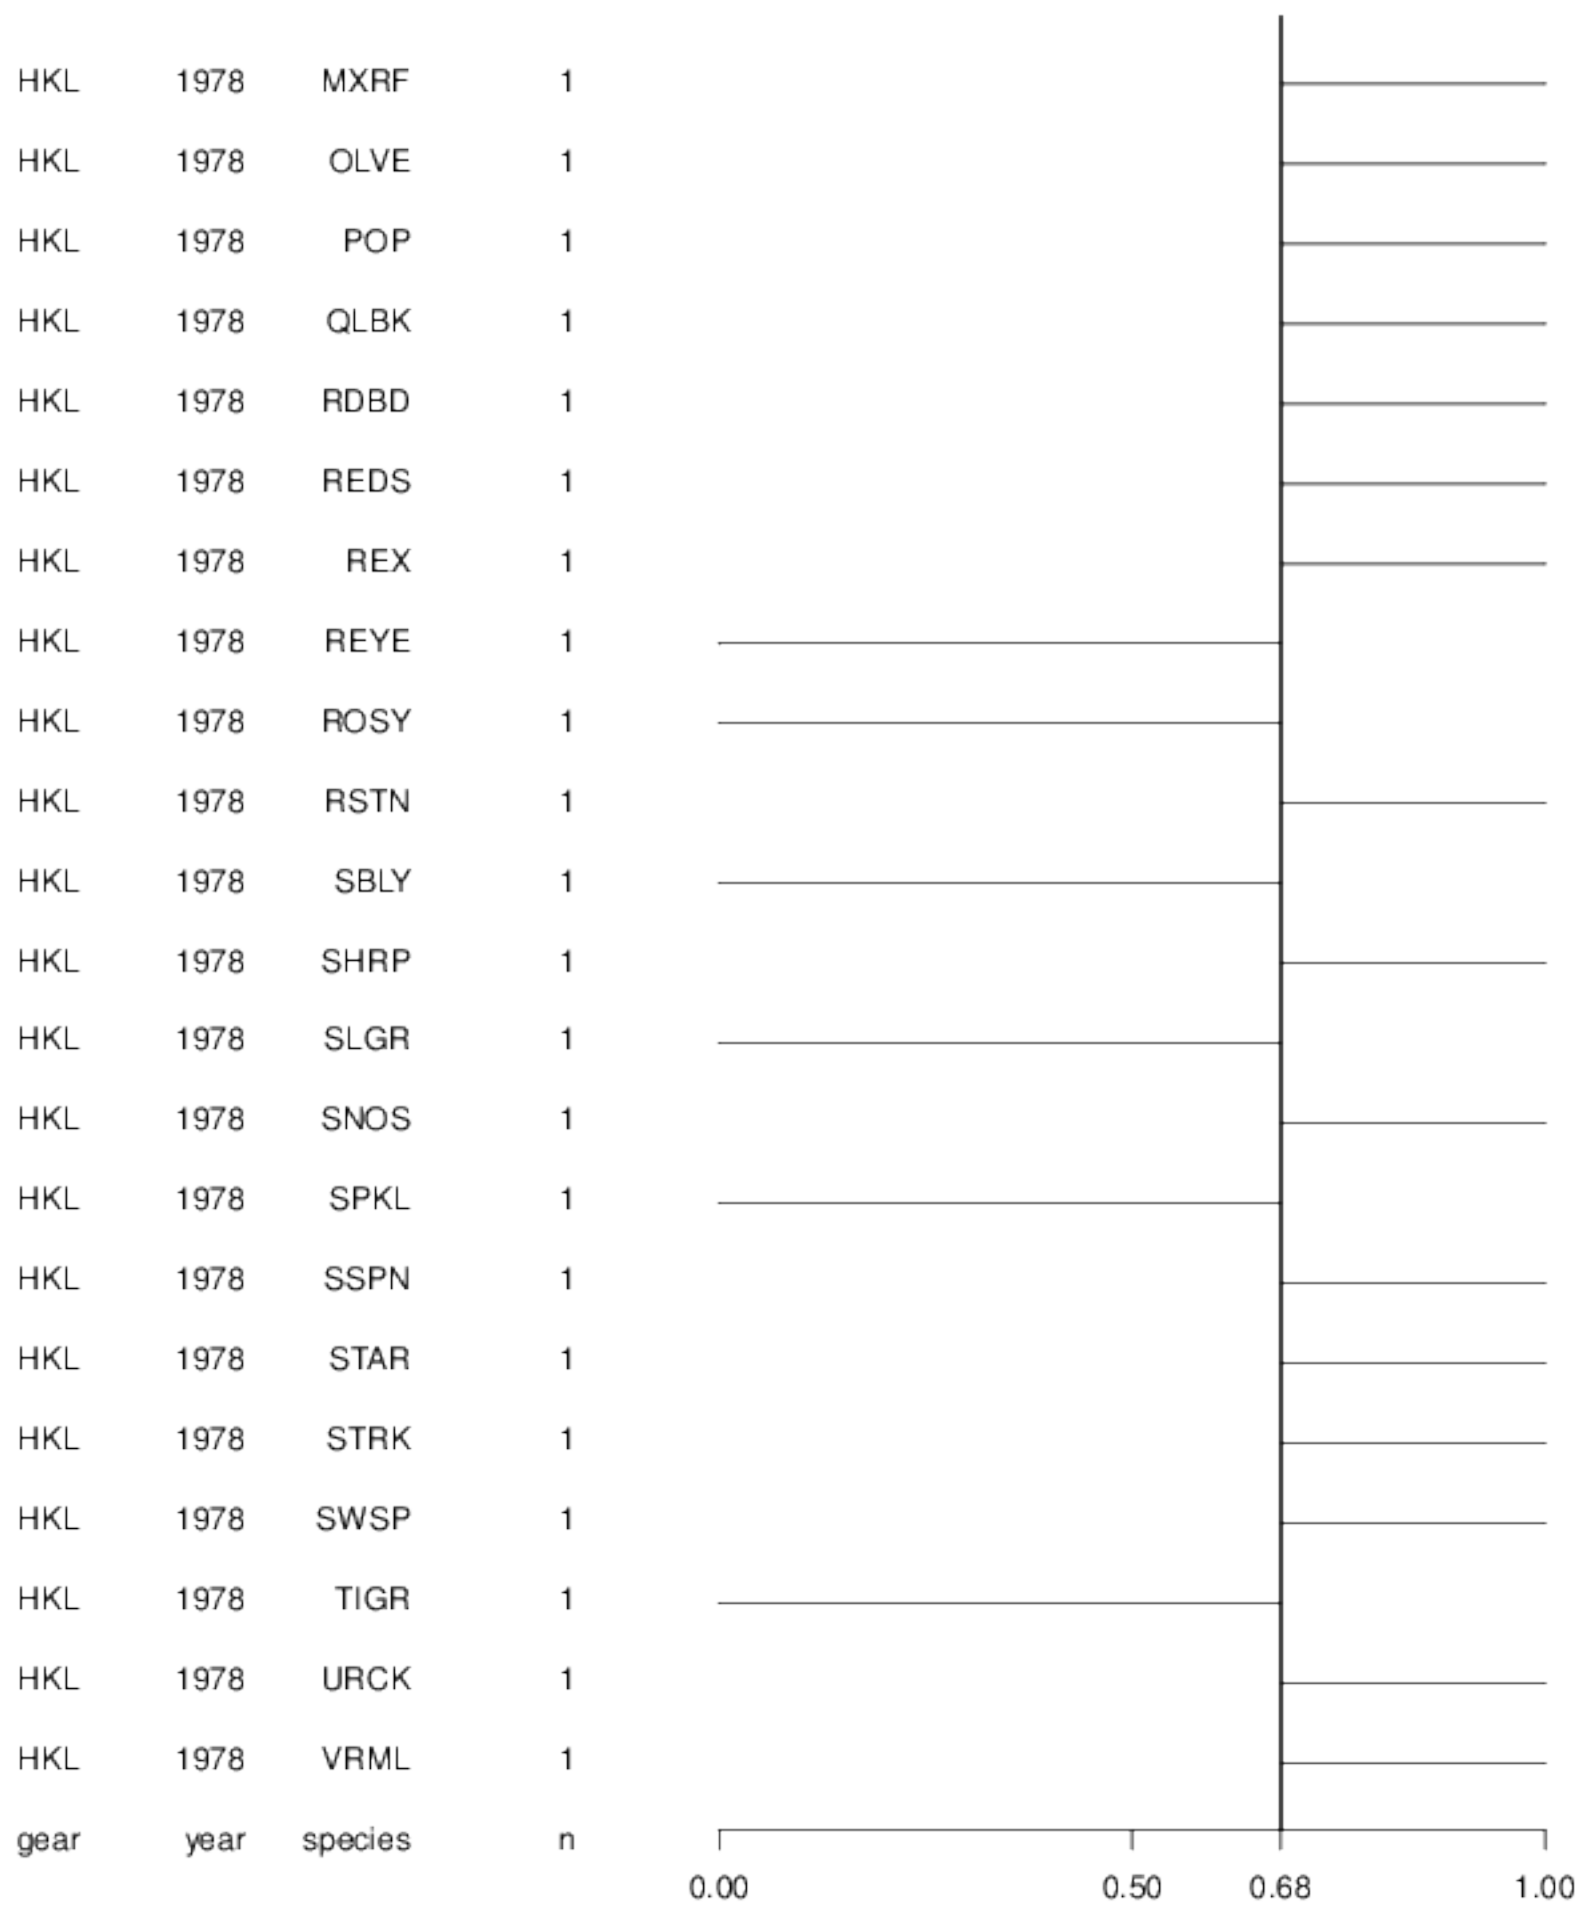 HKL 1978 MXRF 1
HKL 1978 OLVE 1
HKL 1978 POP 1
HKL 1978 QLBK 1
HKL 1978 RDBD 1
HKL 1978 REDS 1
HKL 1978 REX 1
HKL 1978 REYE 1
HKL 1978 ROSY 1
HKL 1978 RSTN 1
HKL 1978 SBLY 1
HKL 1978 SHRP 1
HKL 1978 SLGR 1
HKL 1978 SNOS 1
HKL 1978 SPKL 1
HKL 1978 SSPN 1
HKL 1978 STAR 1
HKL 1978 STRK 1
HKL 1978 SWSP 1
HKL 1978 TIGR 1
HKL 1978 URCK 1
HKL 1978 VRML 1
gear year species n
0.00 0.50 0.68 1.00